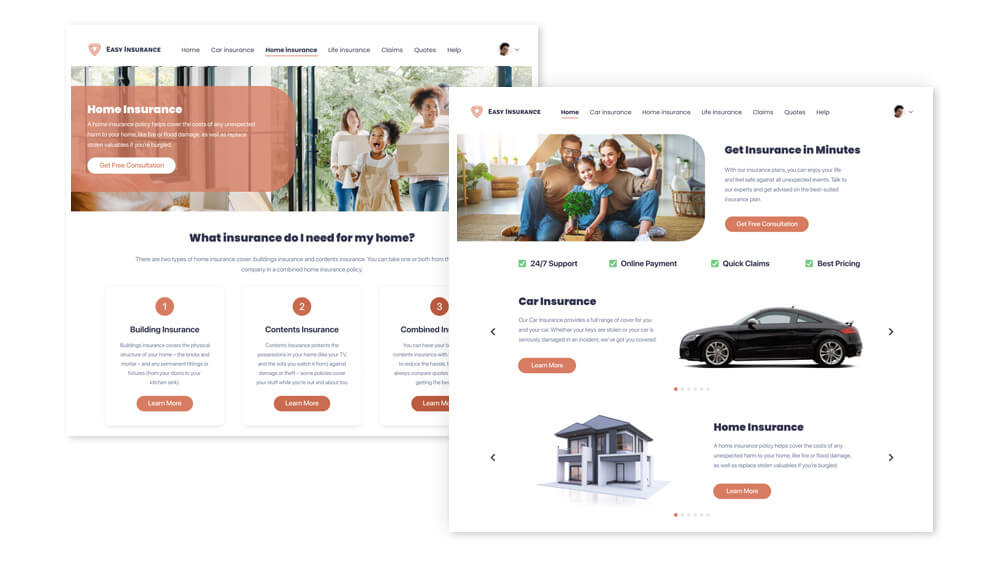 EASY INSURANCE
Home Car insurance Home insurance Life insurance Claims Quotes Help
Home Insurance
A home insurance policy helps cover the costs of any unexpected
harm to your home, like fire or flood damage, as well as replace
stolen valuables if you're burgled.
Get Free Consultation
What insurance do I need for my home?
There are two types of home insurance cover: buildings insurance and contents insurance. You can take one or both from th
company in a combined home insurance policy.
1
Building Insurance
Buildings insurance covers the physical
structure of your home – the bricks and
mortar – and any permanent fittings or
fixtures (from your doors to your
kitchen sink).
Learn More
2
Contents Insurance
Contents insurance protects the
possessions in your home (like your TV,
and the sofa you watch it from) against
damage or theft – some policies cover
your stuff while you're out and about too.
Learn More
3
Combined In
You can have your b
contents insurance with
to reduce the hassle, b
always compare quotes
getting the be
Learn Mo
EASY INSURANCE
Home Car insurance Home insurance Life insurance Claims Quotes Help
Get Insurance in Minutes
With our insurance plans, you can enjoy your life
and feel safe against all unexpected events. Talk to
our experts and get advised on the best-suited
insurance plan.
Get Free Consultation
24/7 Support Online Payment Quick Claims Best Pricing
Car Insurance
Our Car Insurance provides a full range of cover for you
and your car. Whether your keys are stolen or your car is
seriously damaged in an incident, we've got you covered
Learn More
Home Insurance
A home insurance policy helps cover the costs of any
unexpected harm to your home, like fire or flood damage,
as well as replace stolen valuables if you're burgled.
Learn More